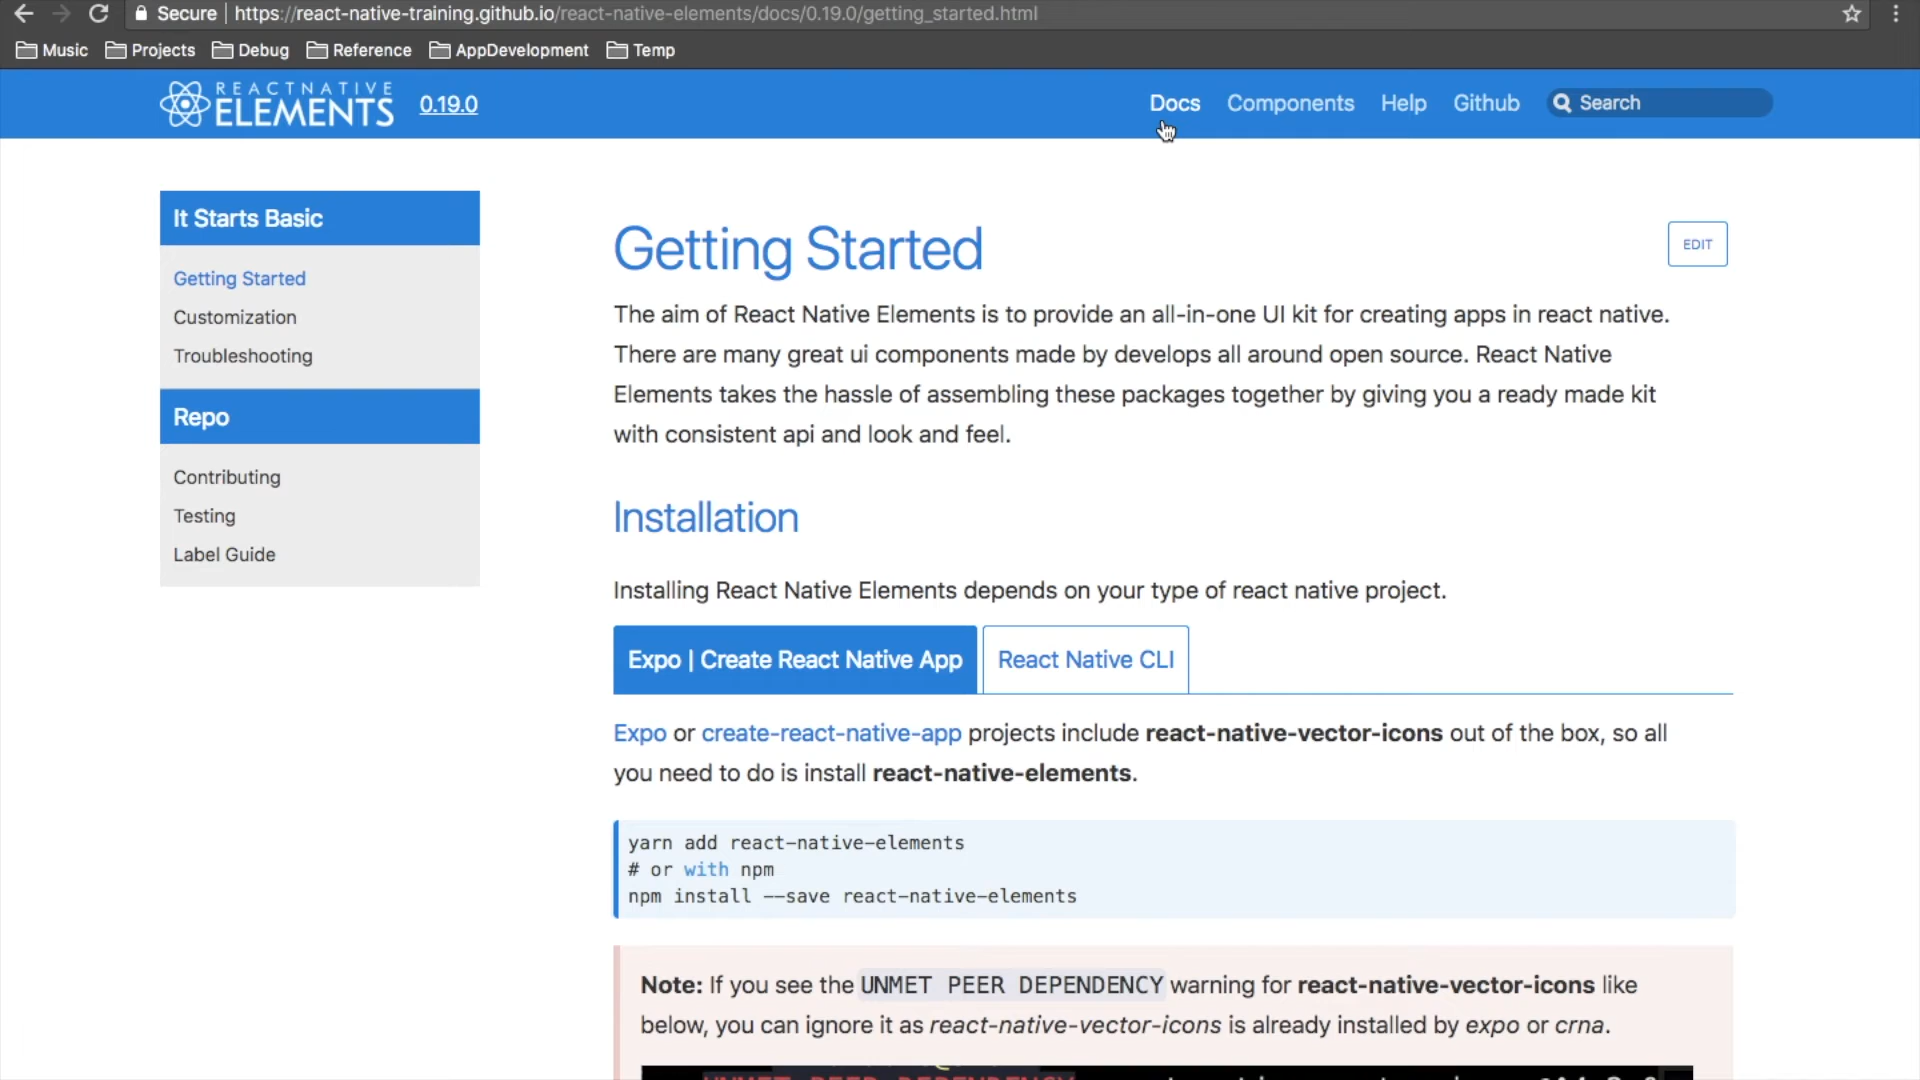 Secure | https://react-native-training.github.io/react-native-elements/docs/0.19.0/getting_started.html
Music Projects Debug Reference AppDevelopment Temp
REACT NATIVE
ELEMENTS 0.19.0 Docs Components Help Github Search
It Starts Basic
Getting Started
Customization
Troubleshooting
Repo
Contributing
Testing
Label Guide
Getting Started
EDIT
The aim of React Native Elements is to provide an all-in-one UI kit for creating apps in react native.
There are many great ui components made by develops all around open source. React Native
Elements takes the hassle of assembling these packages together by giving you a ready made kit
with consistent api and look and feel.
Installation
Installing React Native Elements depends on your type of react native project.
Expo | Create React Native App React Native CLI
Expo or create-react-native-app projects include react-native-vector-icons out of the box, so all
you need to do is install react-native-elements.
yarn add react-native-elements
# or with npm
npm install --save react-native-elements
Note: If you see the UNMET PEER DEPENDENCY warning for react-native-vector-icons like
below, you can ignore it as react-native-vector-icons is already installed by expo or crna.
UNMET PEER DEPENDENCY